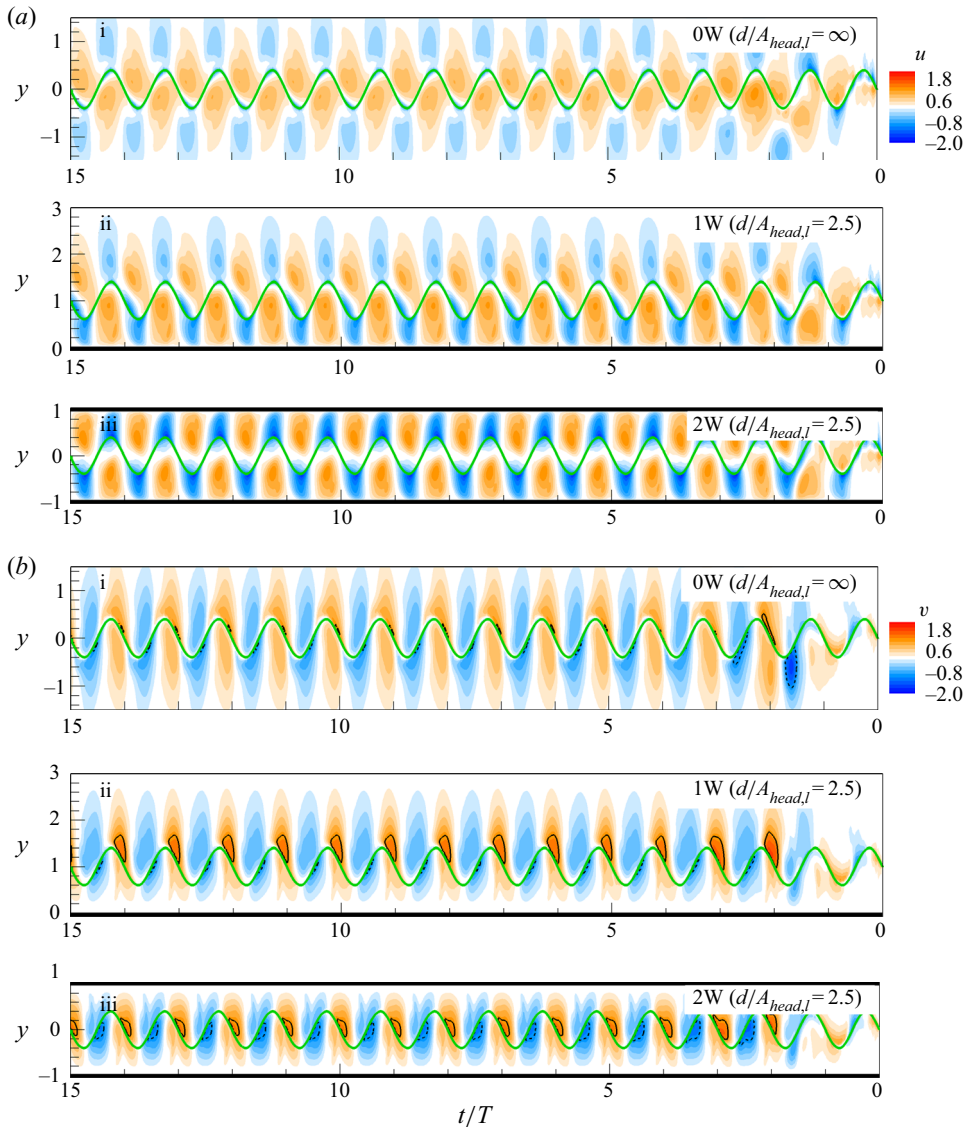 (a)
i
0W (d/A_head,l = ∞)
u
1
y
0
–1
1.8
0.6
–0.8
–2.0
15
10
5
0
3
ii
1W (d/A_head,l = 2.5)
2
y
1
0
15
10
5
0
1
iii
2W (d/A_head,l = 2.5)
y
0
–1
15
10
5
0
(b)
i
0W (d/A_head,l = ∞)
v
1
y
0
–1
1.8
0.6
–0.8
–2.0
15
10
5
0
3
ii
1W (d/A_head,l = 2.5)
2
y
1
0
15
10
5
0
1
iii
2W (d/A_head,l = 2.5)
y
0
–1
15
10
5
0
t/T